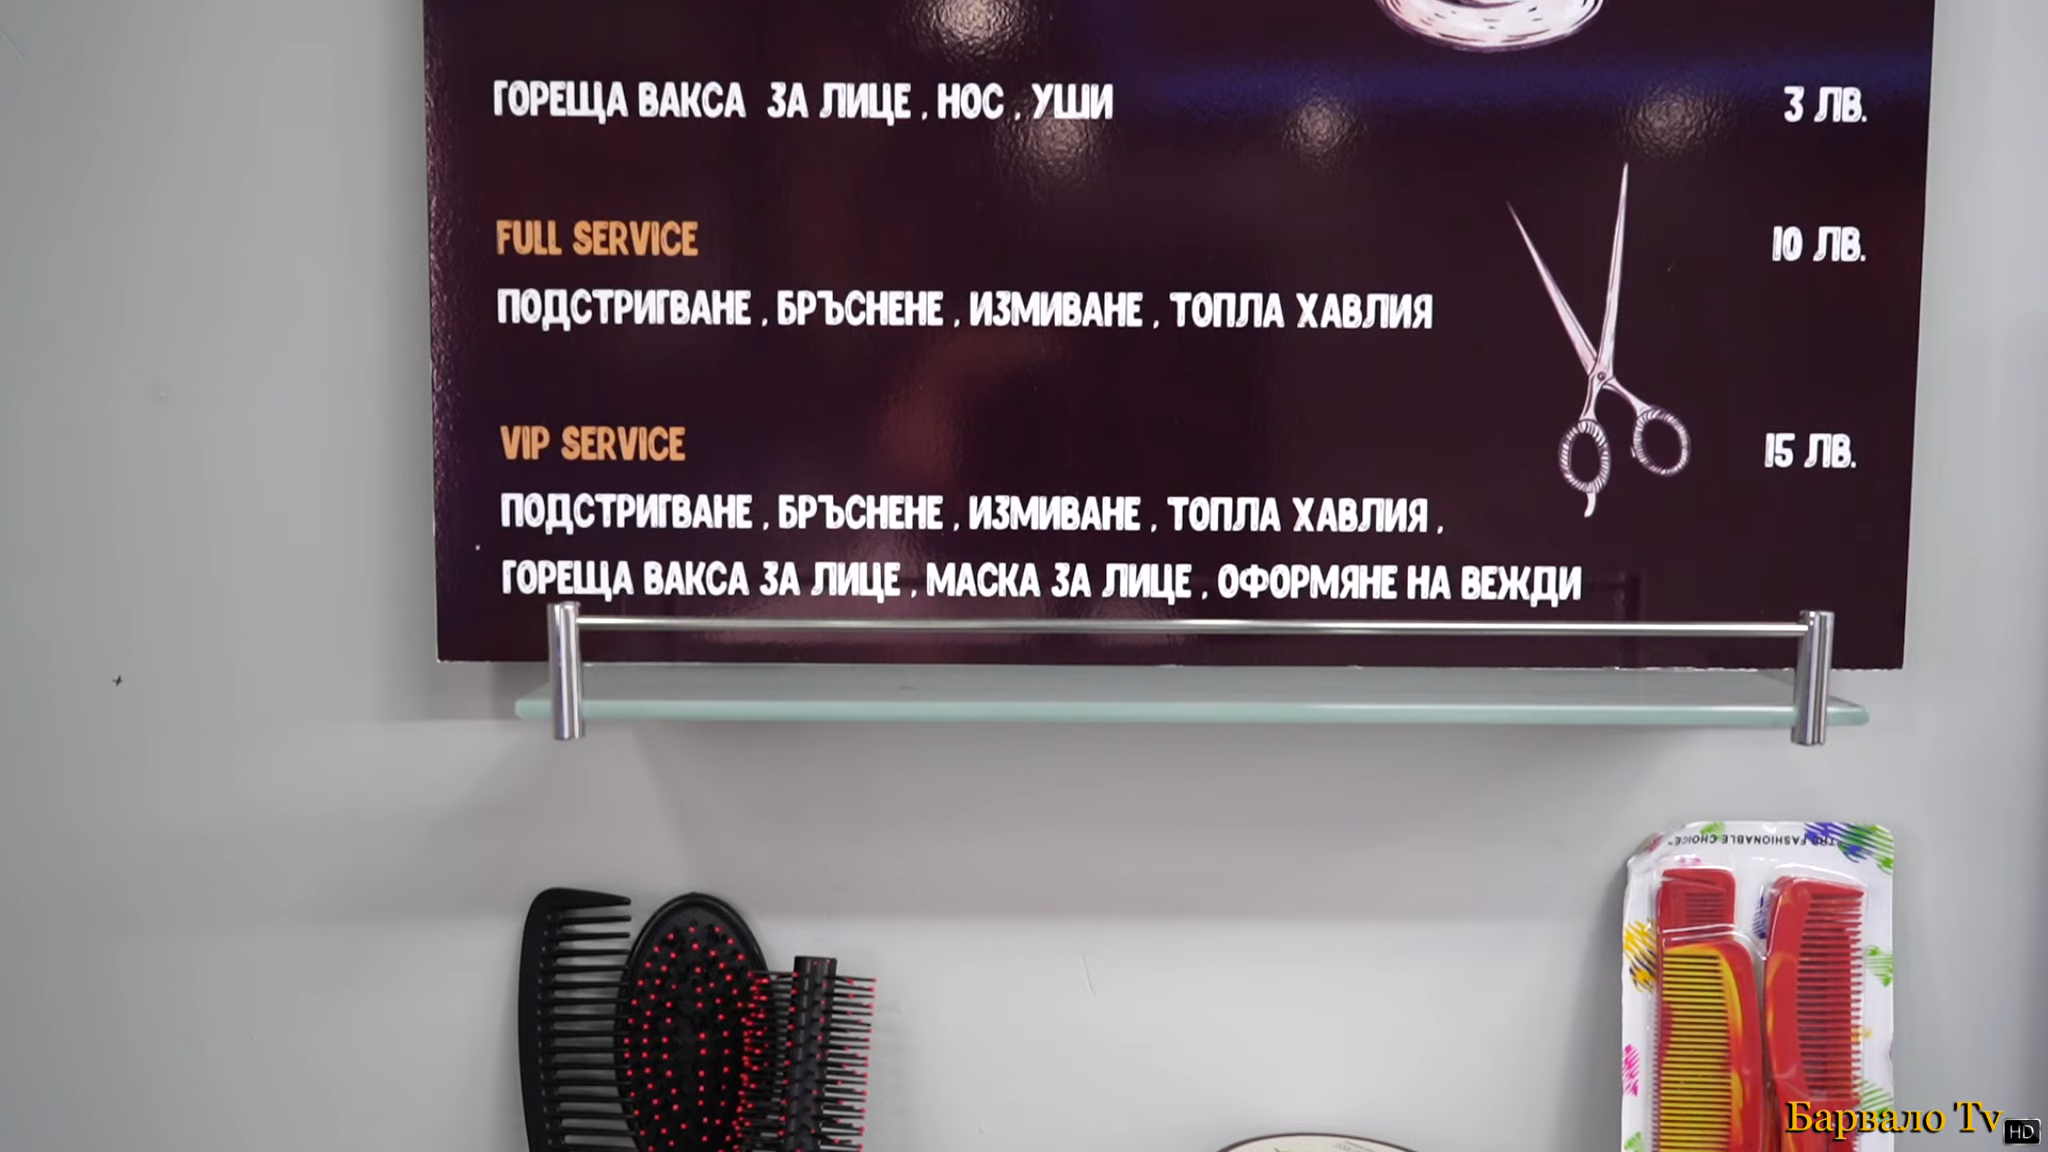 ГОРЕЩА ВАКСА ЗА ЛИЦЕ , НОС , УШИ 3 ЛВ.
FULL SERVICE 10 ЛВ.
ПОДСТРИГВАНЕ , БРЪСНЕНЕ , ИЗМИВАНЕ , ТОПЛА ХАВЛИЯ
VIP SERVICE 15 ЛВ.
ПОДСТРИГВАНЕ , БРЪСНЕНЕ , ИЗМИВАНЕ , ТОПЛА ХАВЛИЯ ,
ГОРЕЩА ВАКСА ЗА ЛИЦЕ , МАСКА ЗА ЛИЦЕ , ОФОРМЯНЕ НА ВЕЖДИ
FASHIONABLE CHOICE
Барвало Tv
HD